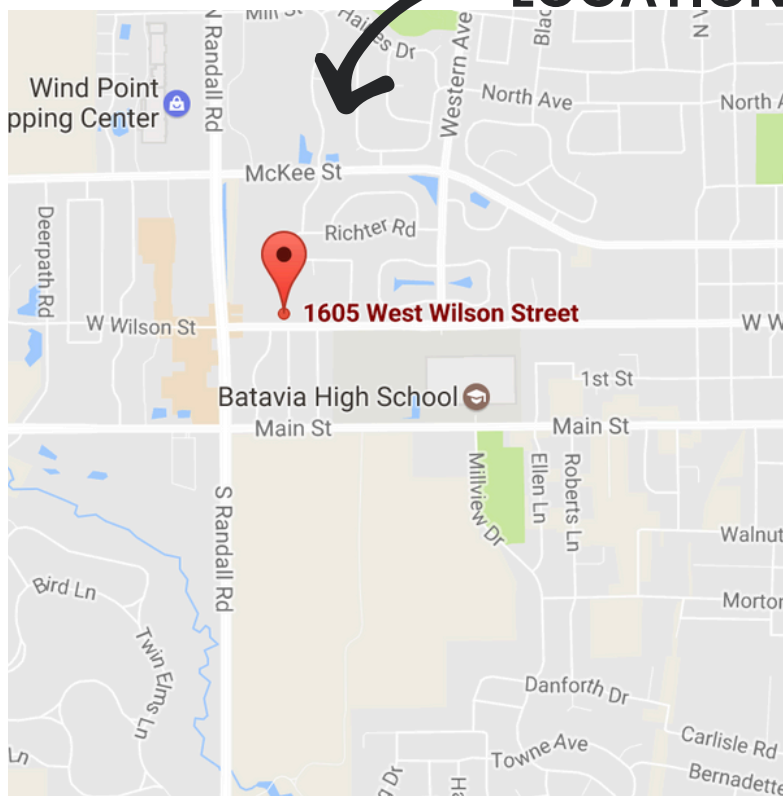 LOCATION
Mill St
Haines Dr
Western Ave
N Randall Rd
Wind Point
pping Center
North Ave
North A
McKee St
Deerpath Rd
Richter Rd
1605 West Wilson Street
W Wilson St
W W
Batavia High School
1st St
Main St
Main St
Millview Dr
Ellen Ln
Roberts Ln
S Randall Rd
Walnut
Bird Ln
Morton
Twin Elms Ln
Danforth Dr
Carlisle Rd
Towne Ave
Bernadette
Ln